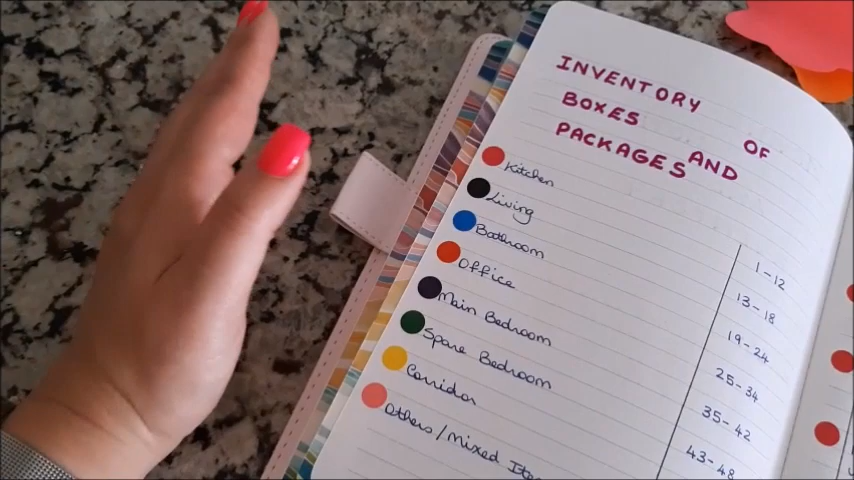 INVENTORY OF
BOXES AND
PACKAGES
Kitchen 1-12
Living 13-18
Bathroom 19-24
Office 25-34
Main Bedroom 35-42
Spare Bedroom 43-48
Corridor
Others/Mixed